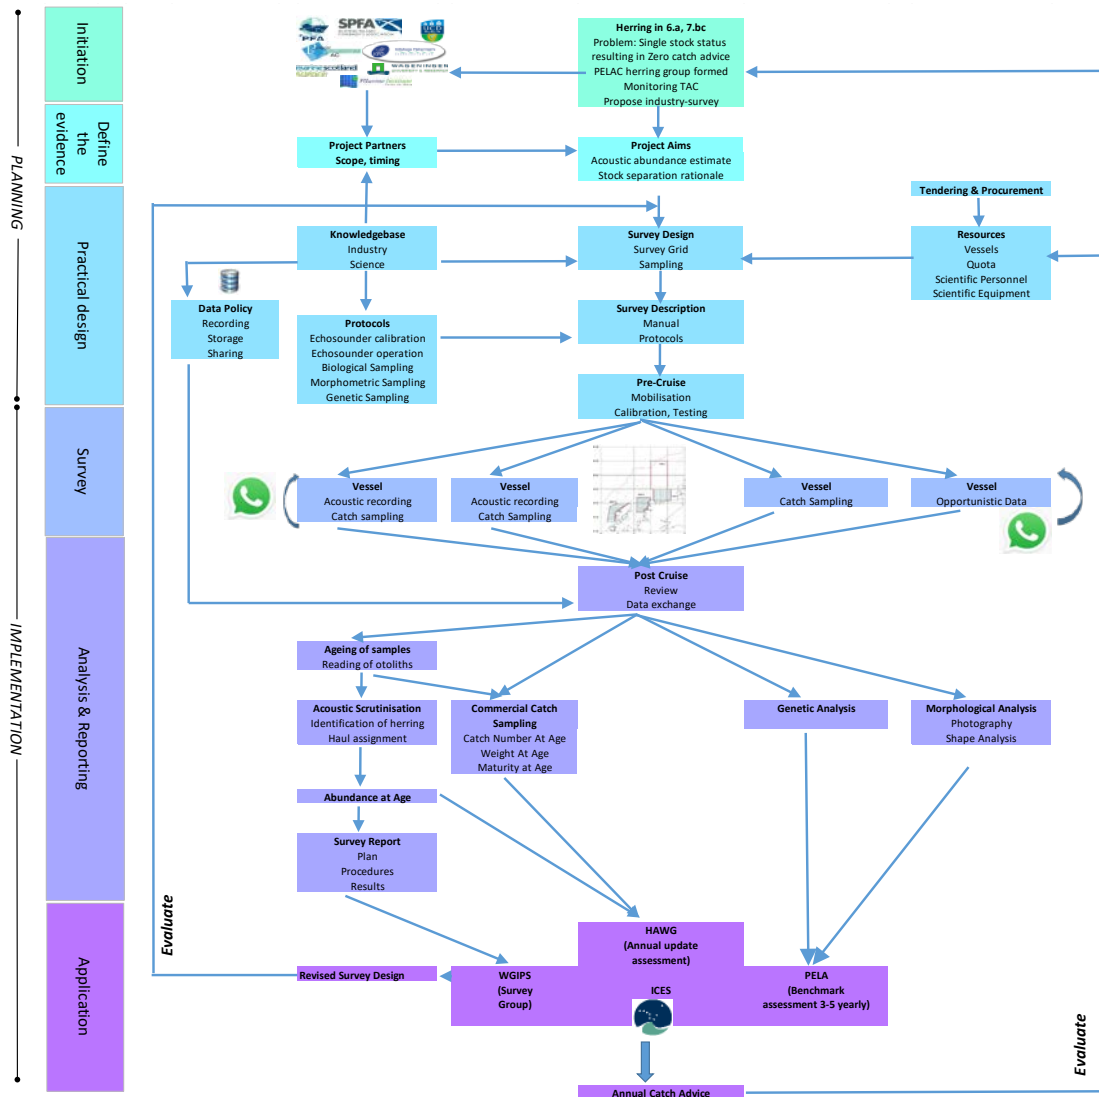 PLANNING
IMPLEMENTATION
Initiation
Define
the
evidence
Practical design
Survey
Analysis & Reporting
Application
SPFA
PFA
AC
marinescotland
science
WAGENINGEN
Herring in 6.a, 7.bc
Problem: Single stock status
resulting in Zero catch advice
PELAC herring group formed
Monitoring TAC
Propose industry-survey
Project Partners
Scope, timing
Project Aims
Acoustic abundance estimate
Stock separation rationale
Tendering & Procurement
Knowledgebase
Industry
Science
Survey Design
Survey Grid
Sampling
Resources
Vessels
Quota
Scientific Personnel
Scientific Equipment
Data Policy
Recording
Storage
Sharing
Protocols
Echosounder calibration
Echosounder operation
Biological Sampling
Morphometric Sampling
Genetic Sampling
Survey Description
Manual
Protocols
Pre-Cruise
Mobilisation
Calibration, Testing
Vessel
Acoustic recording
Catch sampling
Vessel
Acoustic recording
Catch Sampling
Vessel
Catch Sampling
Vessel
Opportunistic Data
Post Cruise
Review
Data exchange
Ageing of samples
Reading of otoliths
Acoustic Scrutinisation
Identification of herring
Haul assignment
Commercial Catch
Sampling
Catch Number At Age
Weight At Age
Maturity at Age
Genetic Analysis
Morphological Analysis
Photography
Shape Analysis
Abundance at Age
Survey Report
Plan
Procedures
Results
Evaluate
HAWG
(Annual update
assessment)
Revised Survey Design
WGIPS
(Survey
Group)
ICES
PELA
(Benchmark
assessment 3-5 yearly)
Evaluate
Annual Catch Advice